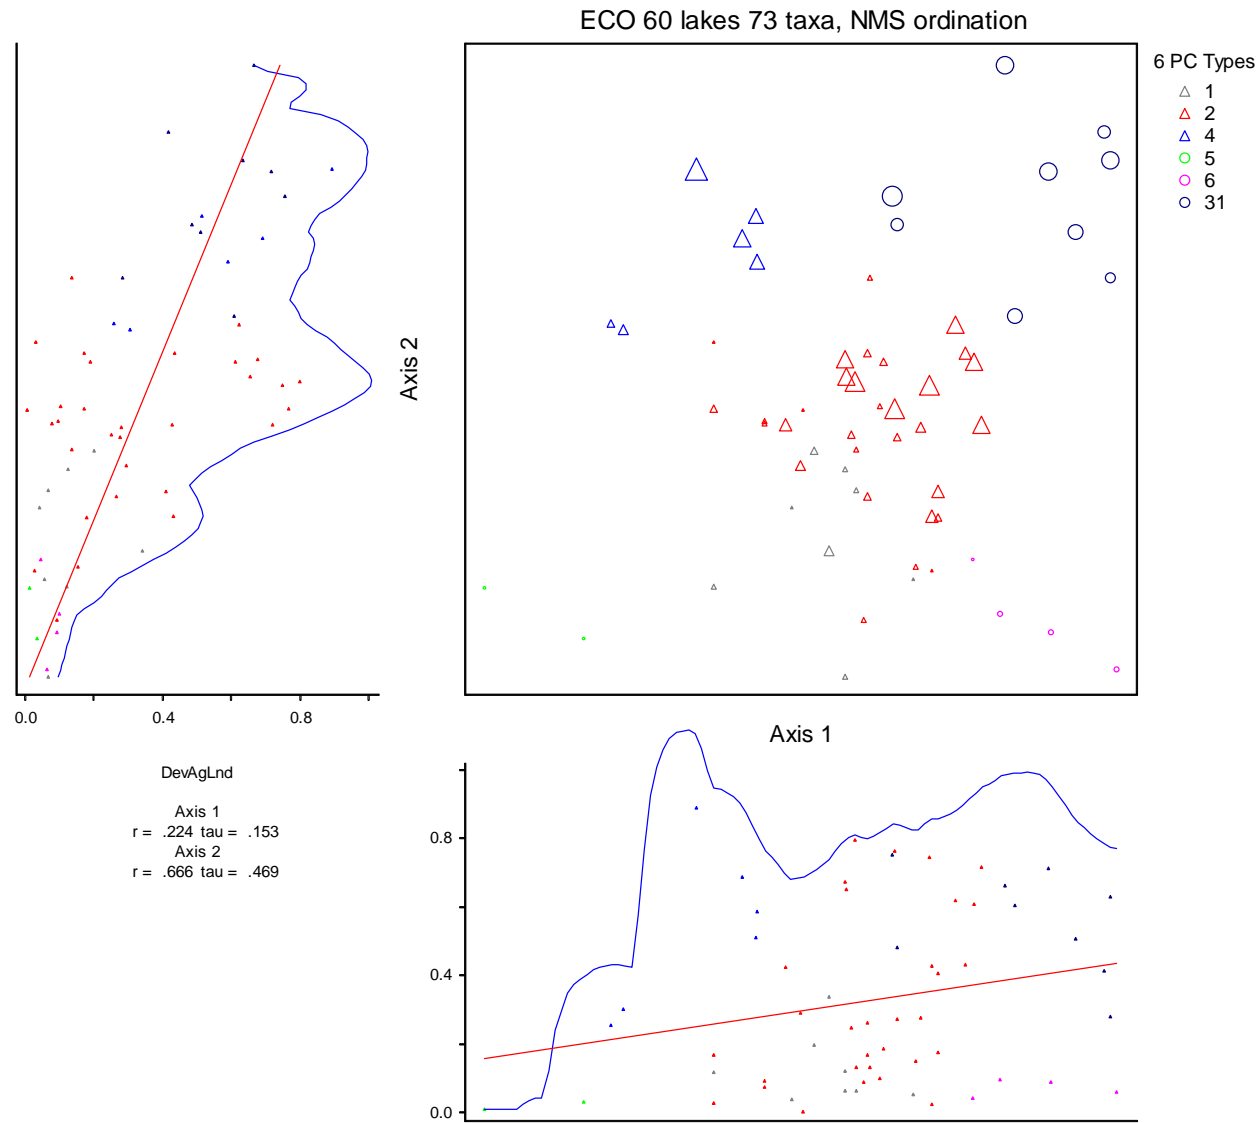 ECO 60 lakes 73 taxa, NMS ordination
6 PC Types
1
2
4
5
6
31
Axis 2
0.0 0.4 0.8
Axis 1
DevAgLnd
Axis 1
r = .224 tau = .153
Axis 2
r = .666 tau = .469
0.8
0.4
0.0